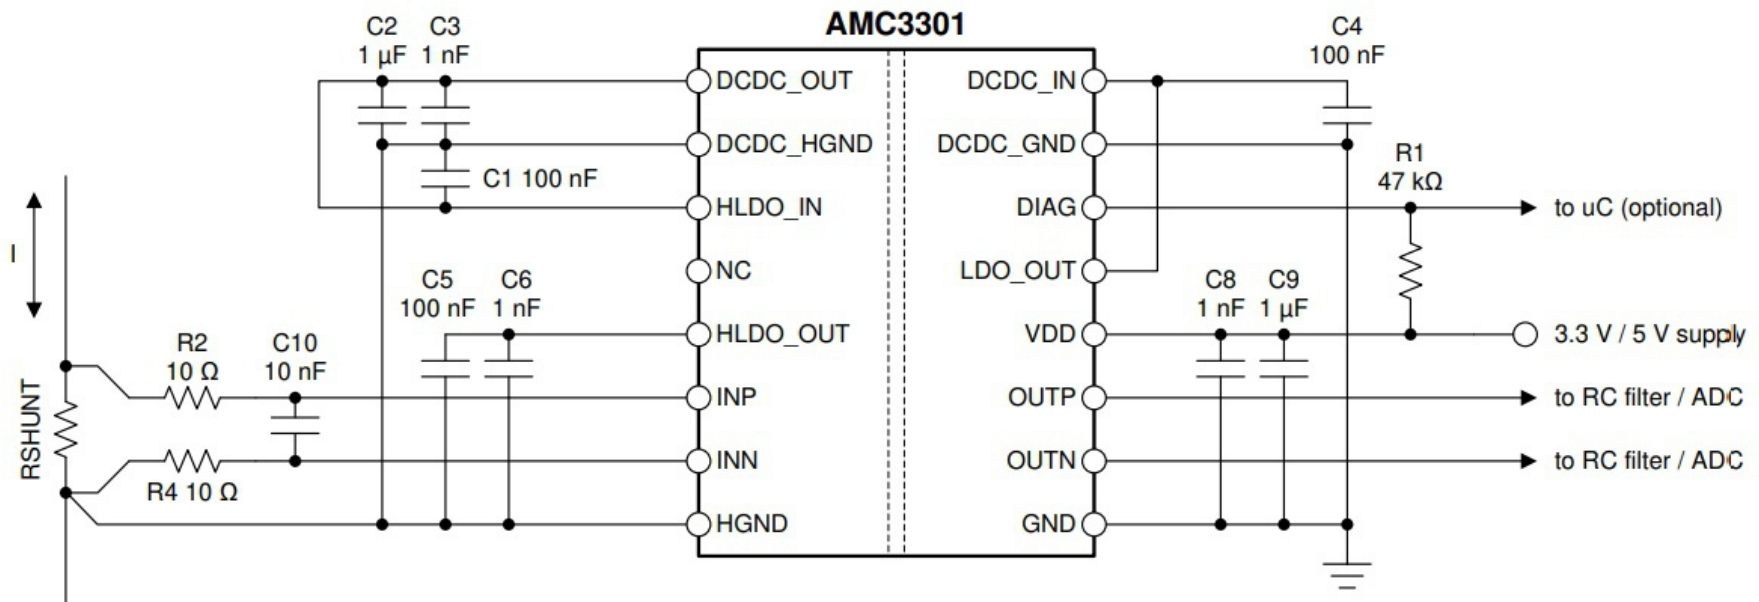 AMC3301
C2
1 µF
C3
1 nF
C4
100 nF
DCDC_OUT
DCDC_IN
DCDC_HGND
DCDC_GND
R1
47 kΩ
C1 100 nF
HLDO_IN
DIAG
to uC (optional)
I
NC
LDO_OUT
C5
100 nF
C6
1 nF
C8
1 nF
C9
1 µF
HLDO_OUT
VDD
3.3 V / 5 V supply
R2
10 Ω
C10
10 nF
INP
OUTP
to RC filter / ADC
RSHUNT
INN
OUTN
to RC filter / ADC
R4 10 Ω
HGND
GND